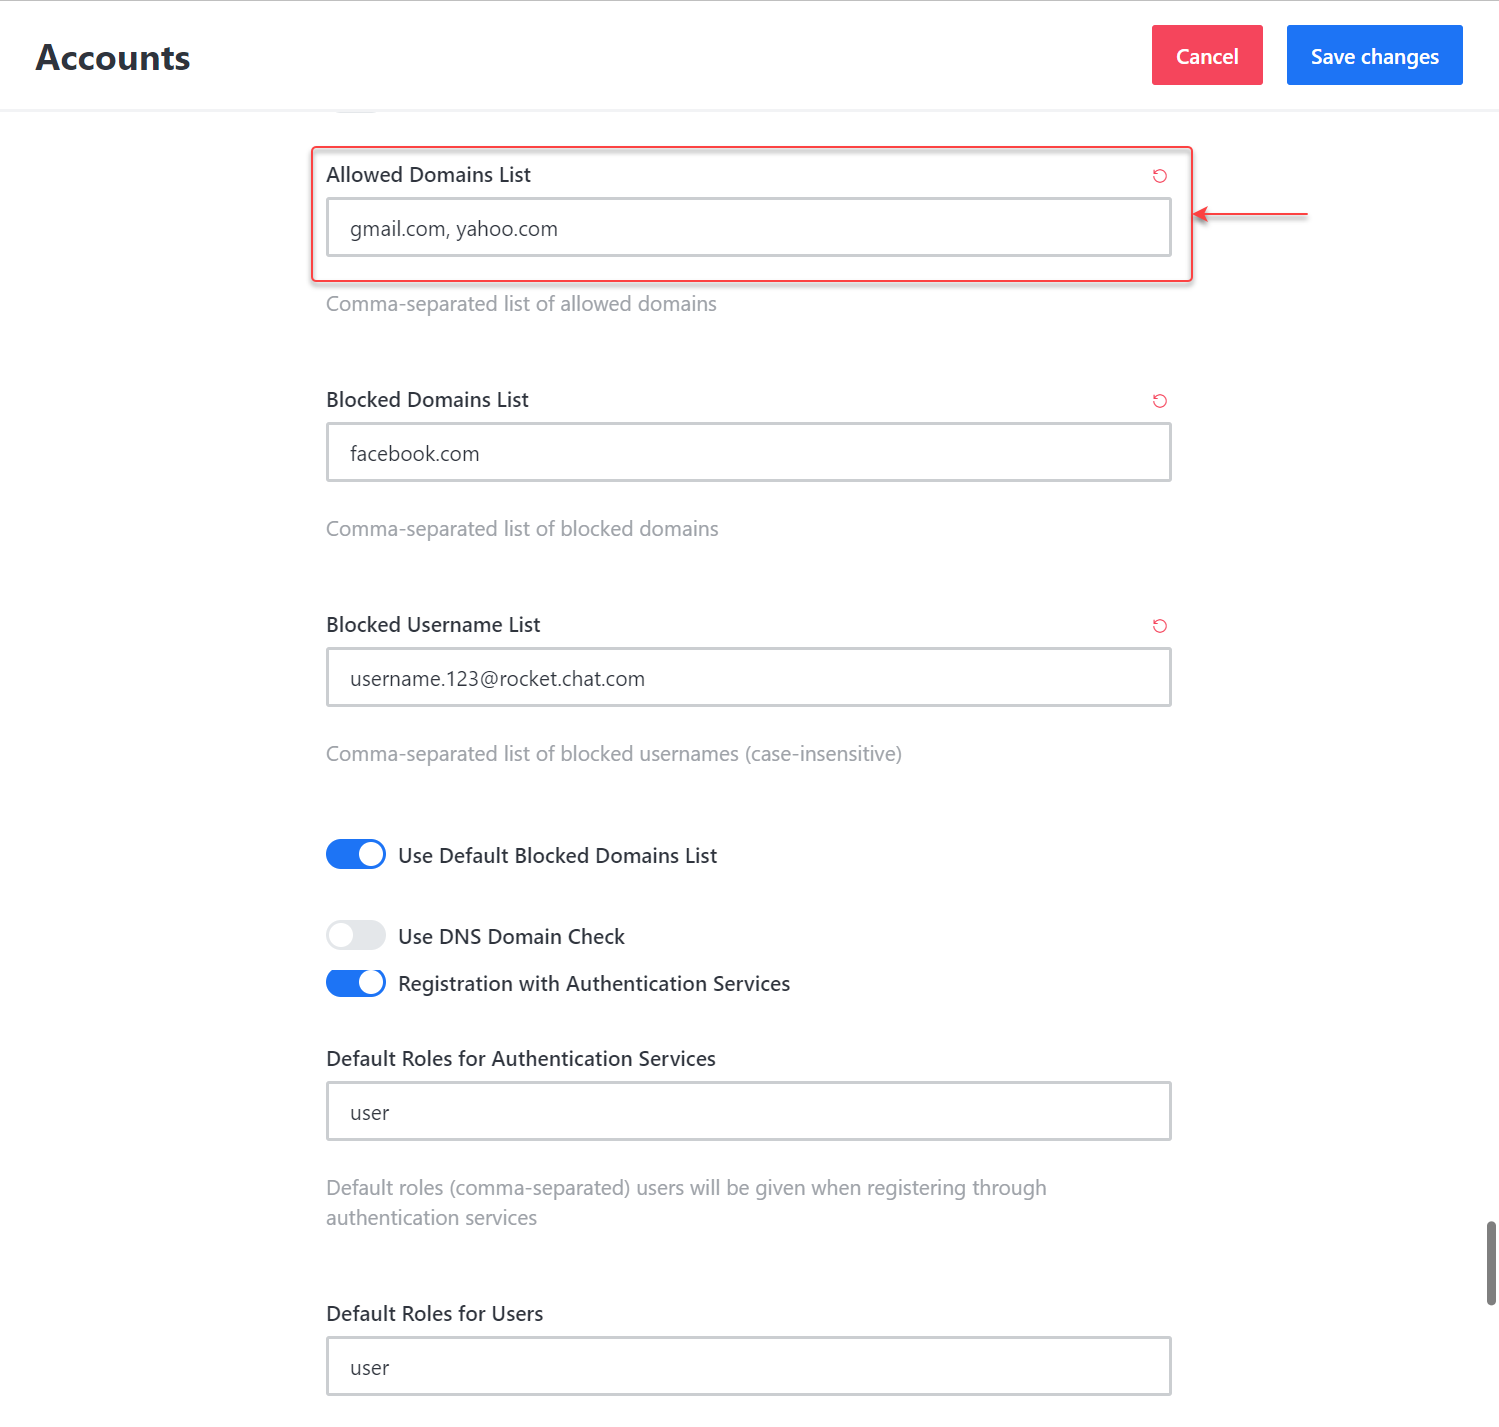 Accounts
Cancel
Save changes
Allowed Domains List
gmail.com, yahoo.com
Comma-separated list of allowed domains
Blocked Domains List
facebook.com
Comma-separated list of blocked domains
Blocked Username List
username.123@rocket.chat.com
Comma-separated list of blocked usernames (case-insensitive)
Use Default Blocked Domains List
Use DNS Domain Check
Registration with Authentication Services
Default Roles for Authentication Services
user
Default roles (comma-separated) users will be given when registering through
authentication services
Default Roles for Users
user